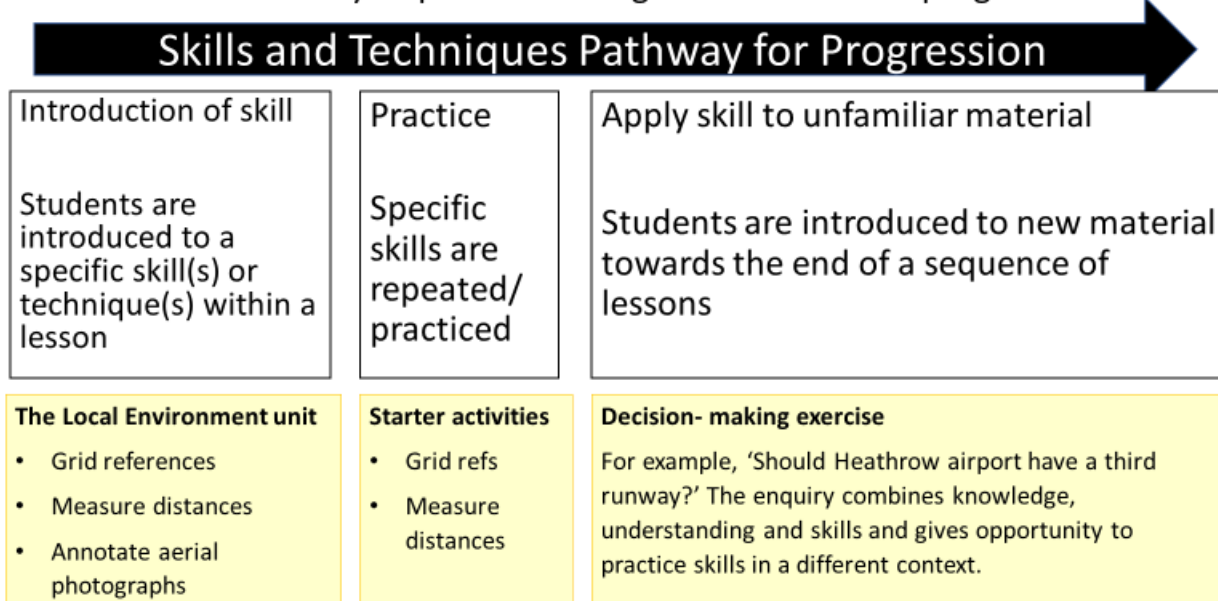 Skills and Techniques Pathway for Progression
Introduction of skill
Students are
introduced to a
specific skill(s) or
technique(s) within a
lesson
Practice
Specific
skills are
repeated/
practiced
Apply skill to unfamiliar material
Students are introduced to new material
towards the end of a sequence of
lessons
The Local Environment unit
• Grid references
• Measure distances
• Annotate aerial
photographs
Starter activities
• Grid refs
• Measure
distances
Decision- making exercise
For example, ‘Should Heathrow airport have a third
runway?’ The enquiry combines knowledge,
understanding and skills and gives opportunity to
practice skills in a different context.